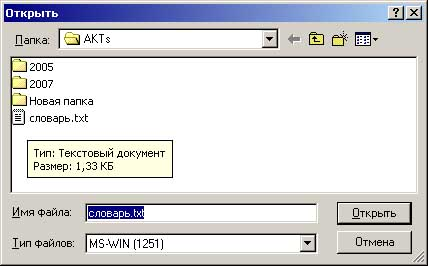 Открыть
Папка: AKTs
2005
2007
Новая папка
словарь.txt
Тип: Текстовый документ
Размер: 1,33 КБ
Имя файла: словарь.txt Открыть
Тип файлов: MS-WIN (1251) Отмена